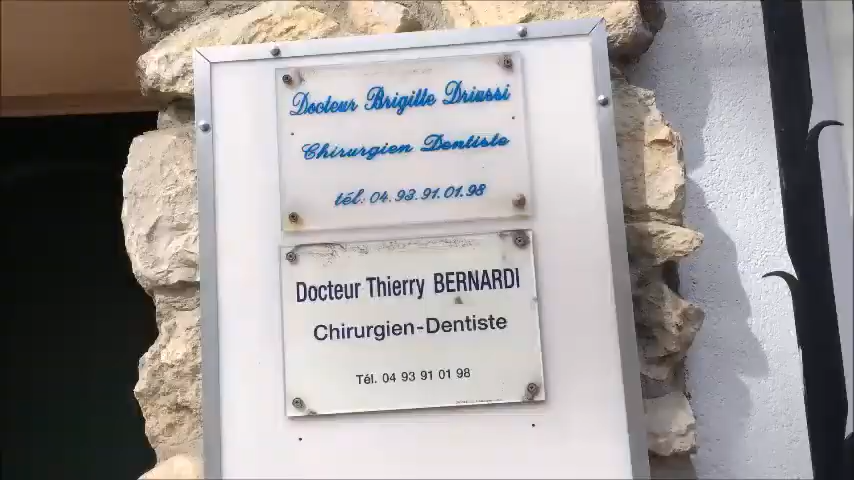 Docteur Brigitte Driussi
Chirurgien Dentiste
tél. 04.93.91.01.98
Docteur Thierry BERNARDI
Chirurgien-Dentiste
Tél. 04 93 91 01 98